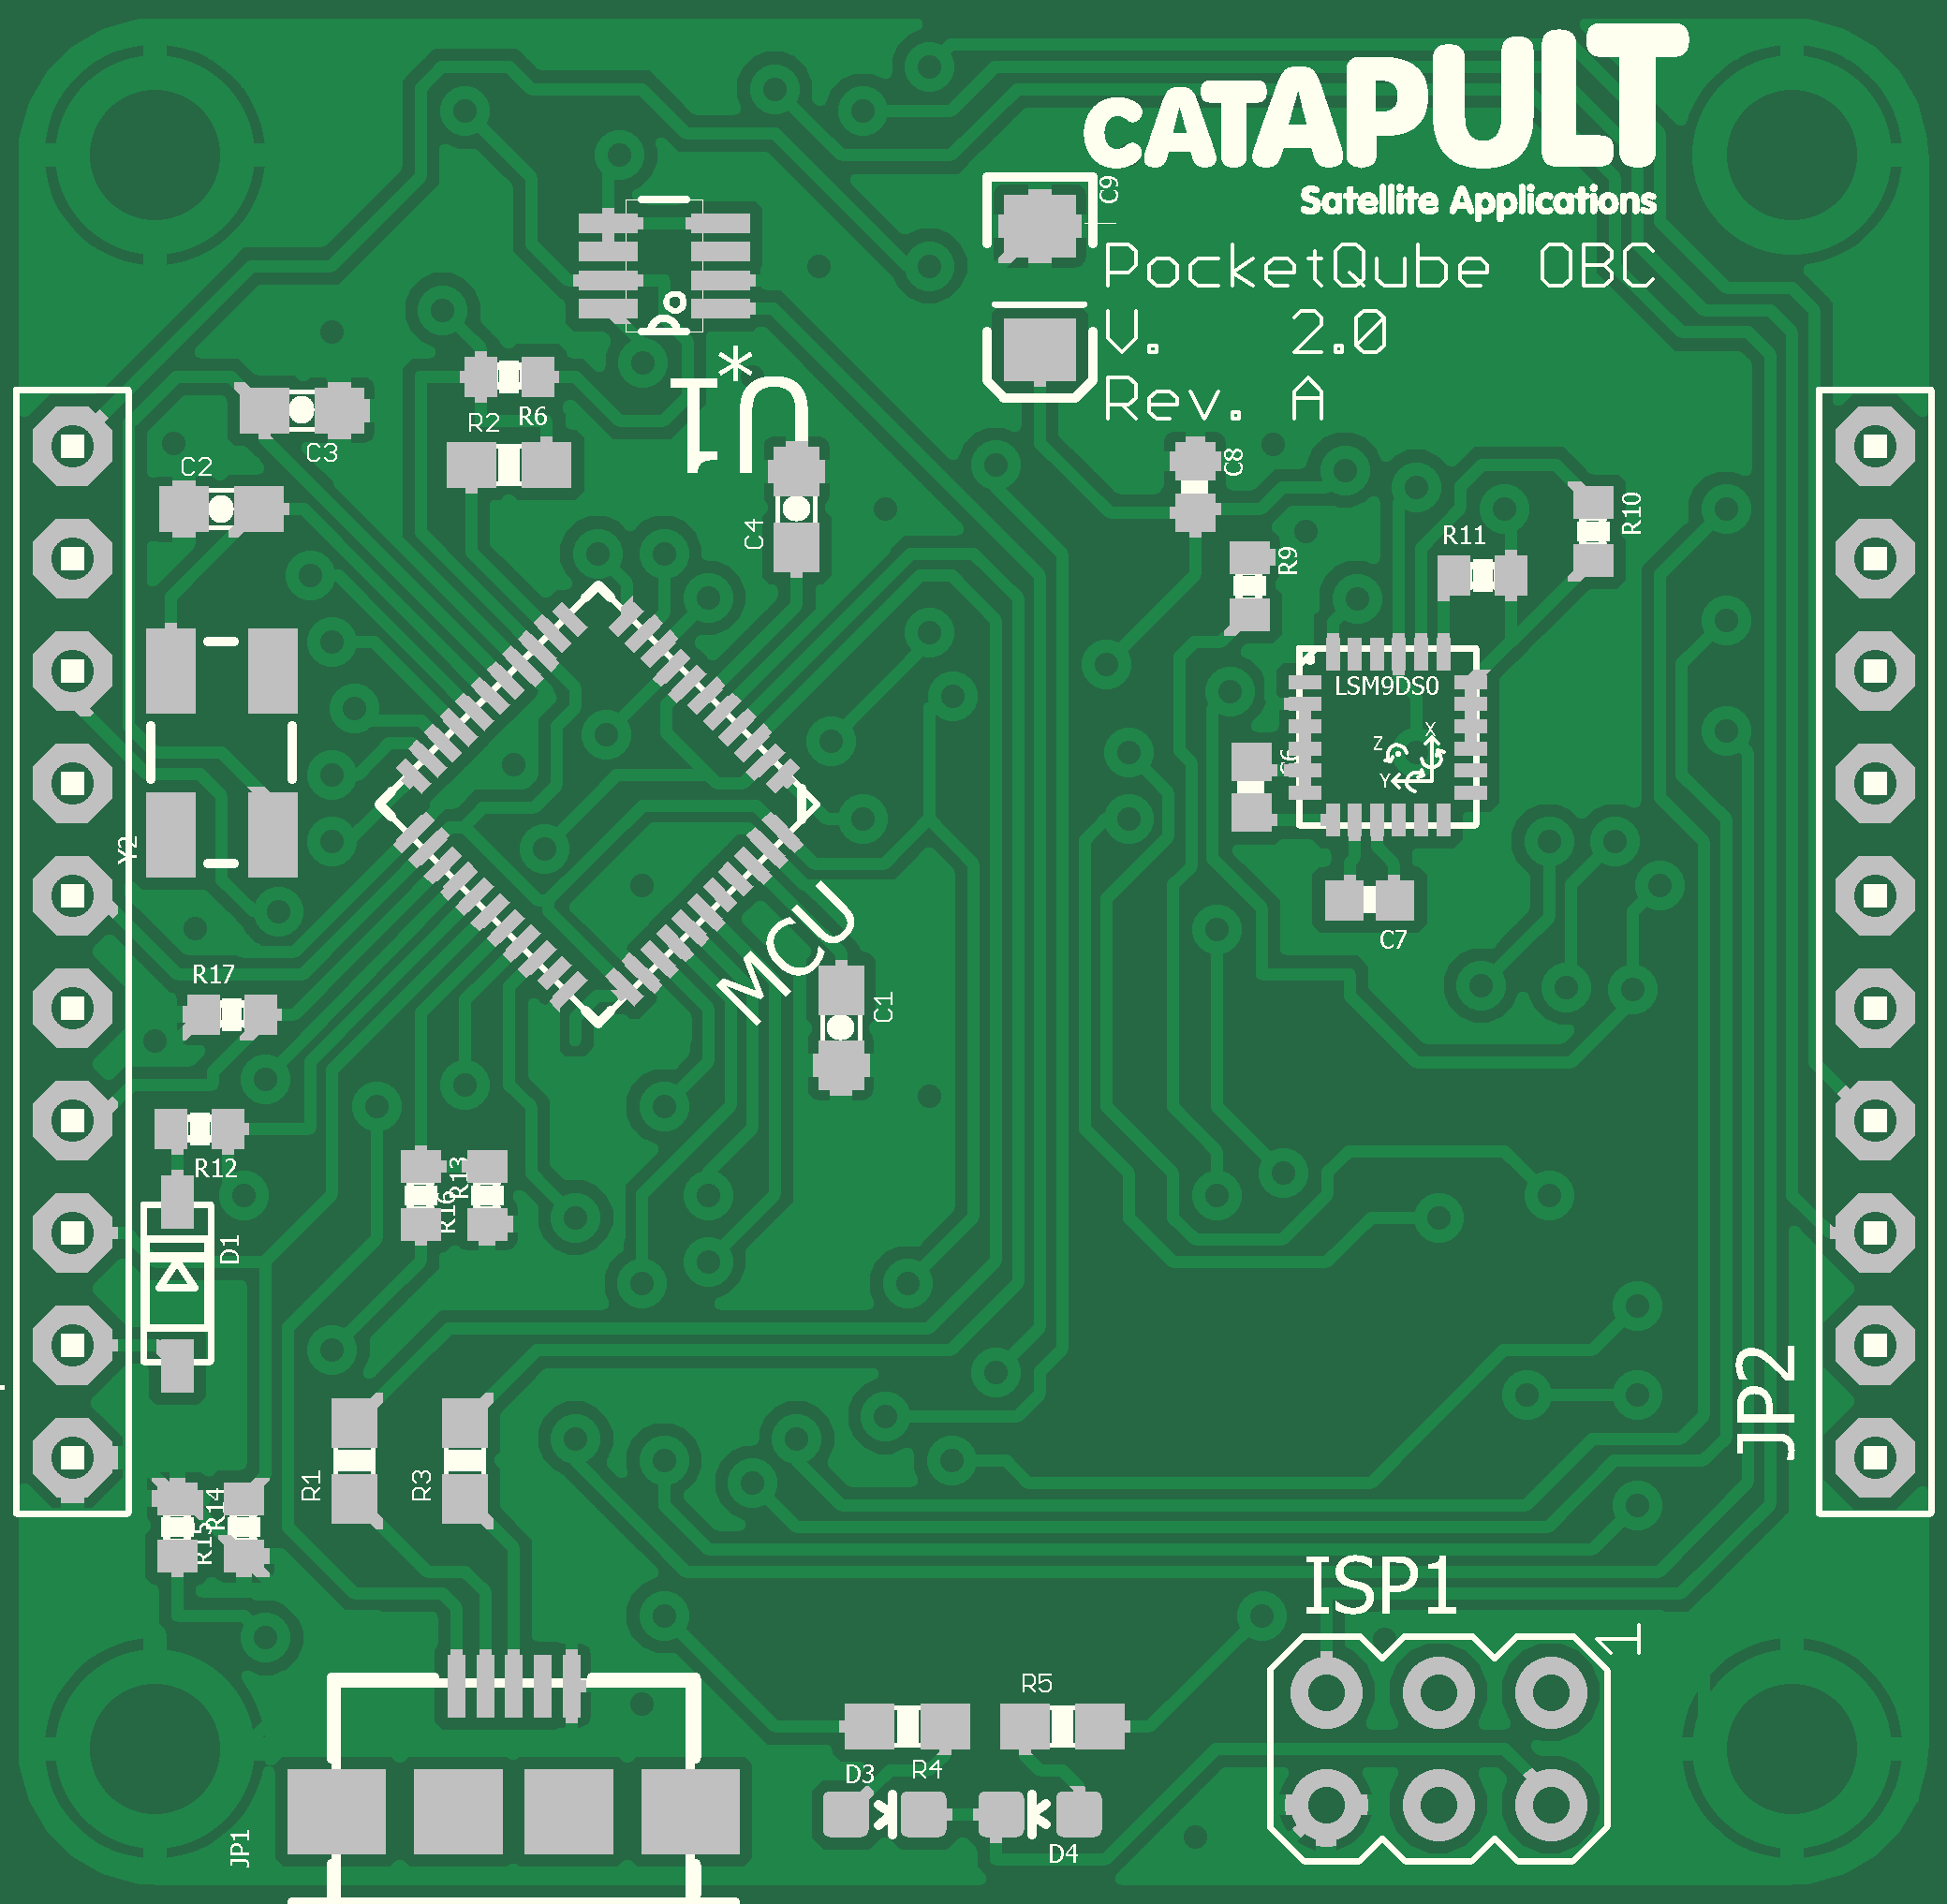 cATAPULT
Satellite Applications
C9
PocketQube OBC
V. 2.0
Rev. A
U1
*
R2
R6
C3
C2
C4
C8
R9
R10
R11
LSM9DS0
X
Z
Y
C6
C7
Y2
MCU
C1
R17
R12
R13
R16
D1
R1
R3
R14
R15
JP2
ISP1
1
R5
R4
D3
D4
JP1